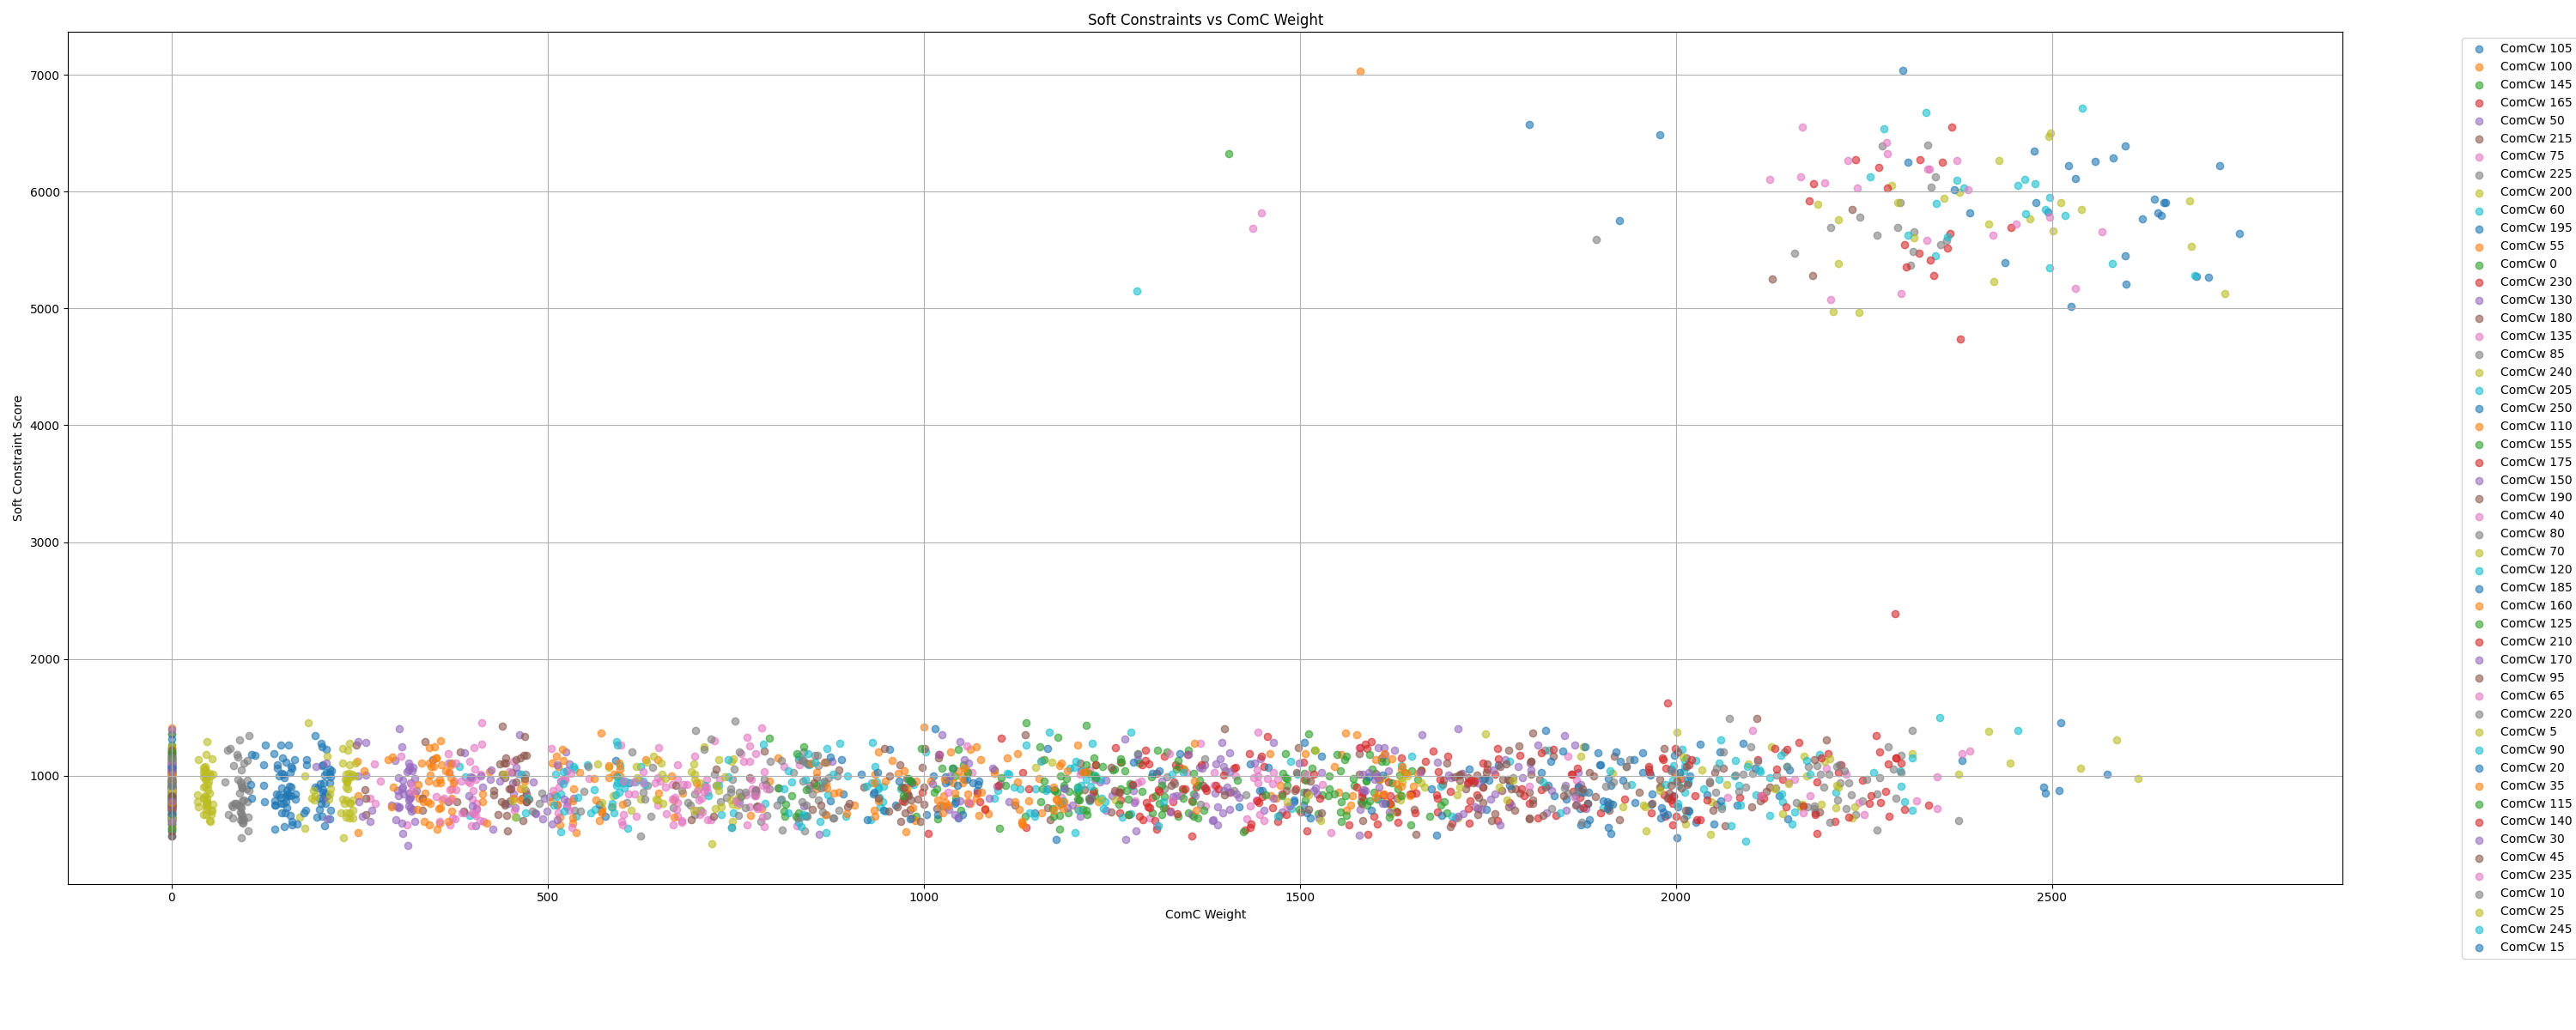 Soft Constraints vs ComC Weight
7000
6000
5000
4000
3000
2000
1000
Soft Constraint Score
0
500
1000
1500
2000
2500
ComC Weight
ComCw 105
ComCw 100
ComCw 145
ComCw 165
ComCw 50
ComCw 215
ComCw 75
ComCw 225
ComCw 200
ComCw 60
ComCw 195
ComCw 55
ComCw 0
ComCw 230
ComCw 130
ComCw 180
ComCw 135
ComCw 85
ComCw 240
ComCw 205
ComCw 250
ComCw 110
ComCw 155
ComCw 175
ComCw 150
ComCw 190
ComCw 40
ComCw 80
ComCw 70
ComCw 120
ComCw 185
ComCw 160
ComCw 125
ComCw 210
ComCw 170
ComCw 95
ComCw 65
ComCw 220
ComCw 5
ComCw 90
ComCw 20
ComCw 35
ComCw 115
ComCw 140
ComCw 30
ComCw 45
ComCw 235
ComCw 10
ComCw 25
ComCw 245
ComCw 15